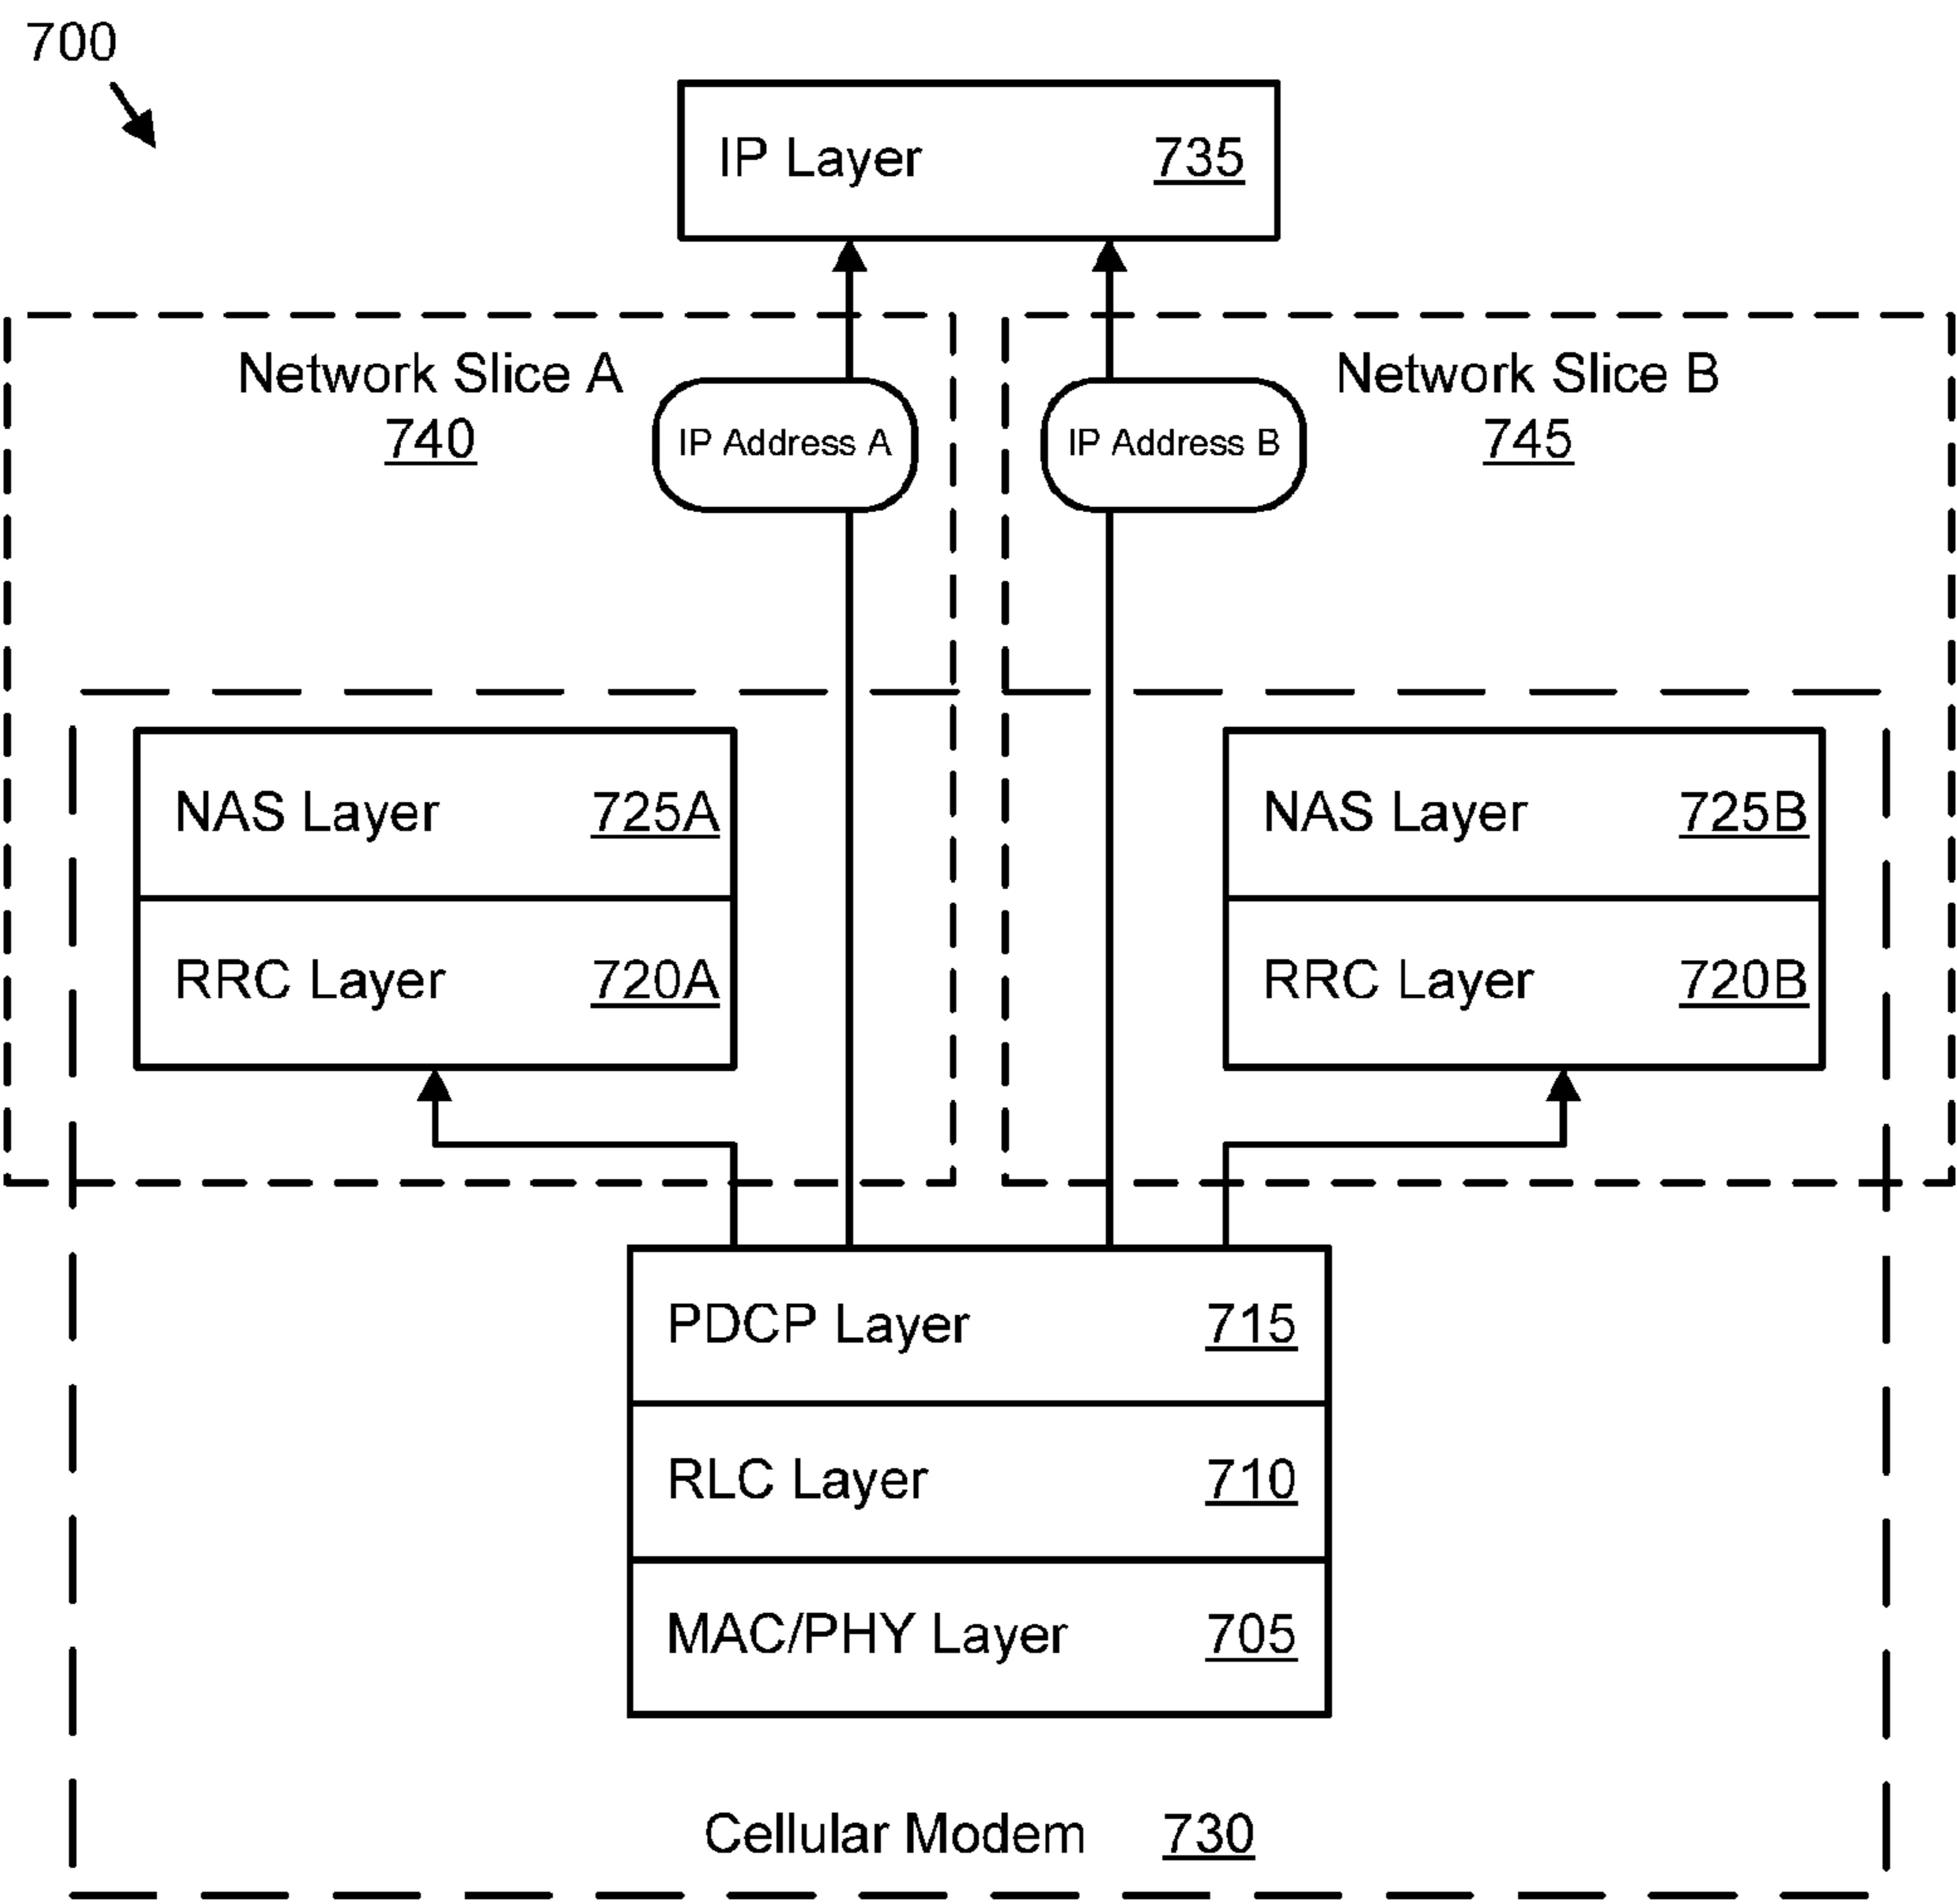 700
IP Layer 735
Network Slice A
740
IP Address A
IP Address B
Network Slice B
745
NAS Layer 725A
RRC Layer 720A
NAS Layer 725B
RRC Layer 720B
PDCP Layer 715
RLC Layer 710
MAC/PHY Layer 705
Cellular Modem 730